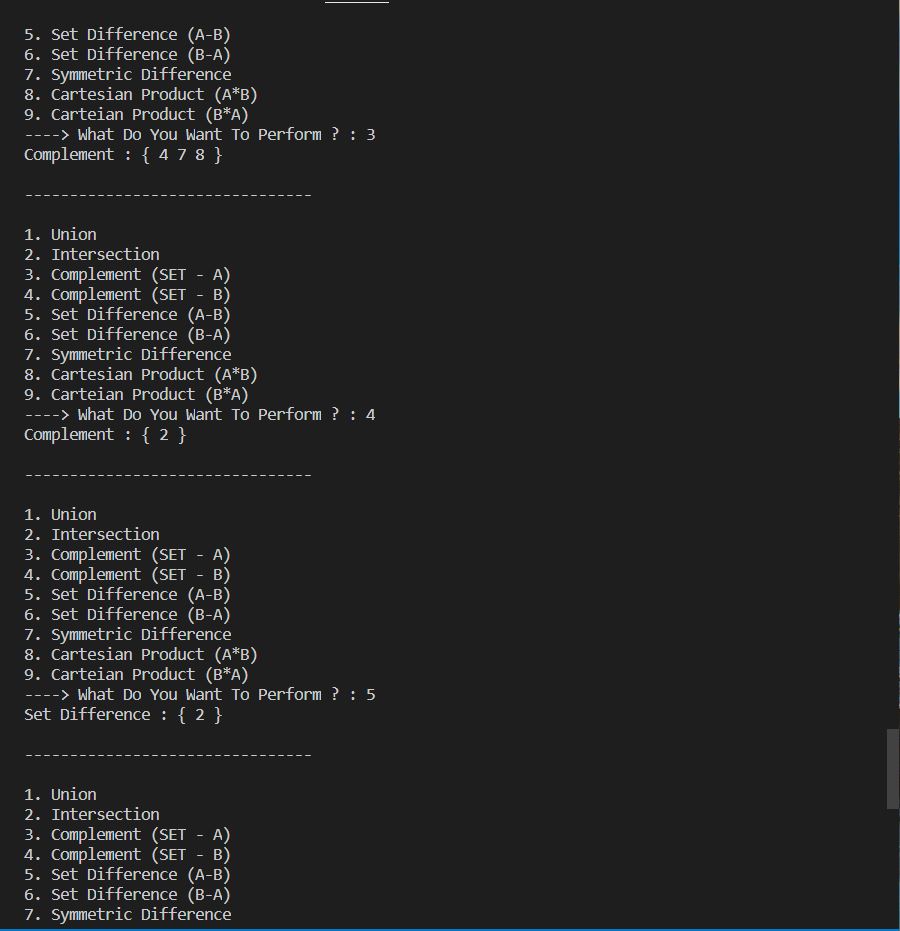 5. Set Difference (A-B)
6. Set Difference (B-A)
7. Symmetric Difference
8. Cartesian Product (A*B)
9. Carteian Product (B*A)
----> What Do You Want To Perform ? : 3
Complement : { 4 7 8 }
--------------------------------
1. Union
2. Intersection
3. Complement (SET - A)
4. Complement (SET - B)
5. Set Difference (A-B)
6. Set Difference (B-A)
7. Symmetric Difference
8. Cartesian Product (A*B)
9. Carteian Product (B*A)
----> What Do You Want To Perform ? : 4
Complement : { 2 }
--------------------------------
1. Union
2. Intersection
3. Complement (SET - A)
4. Complement (SET - B)
5. Set Difference (A-B)
6. Set Difference (B-A)
7. Symmetric Difference
8. Cartesian Product (A*B)
9. Carteian Product (B*A)
----> What Do You Want To Perform ? : 5
Set Difference : { 2 }
--------------------------------
1. Union
2. Intersection
3. Complement (SET - A)
4. Complement (SET - B)
5. Set Difference (A-B)
6. Set Difference (B-A)
7. Symmetric Difference